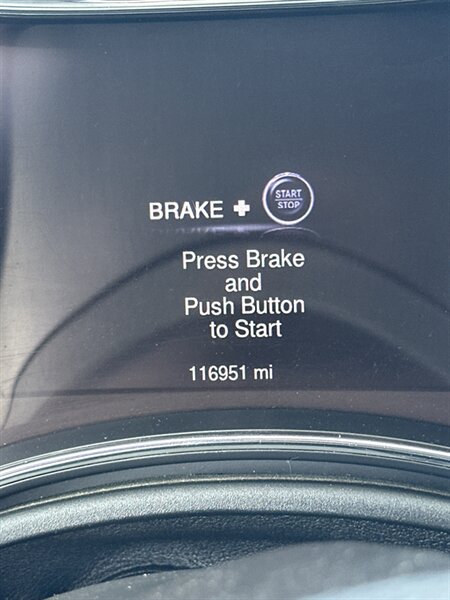 BRAKE + START
STOP
Press Brake
and
Push Button
to Start
116951 mi